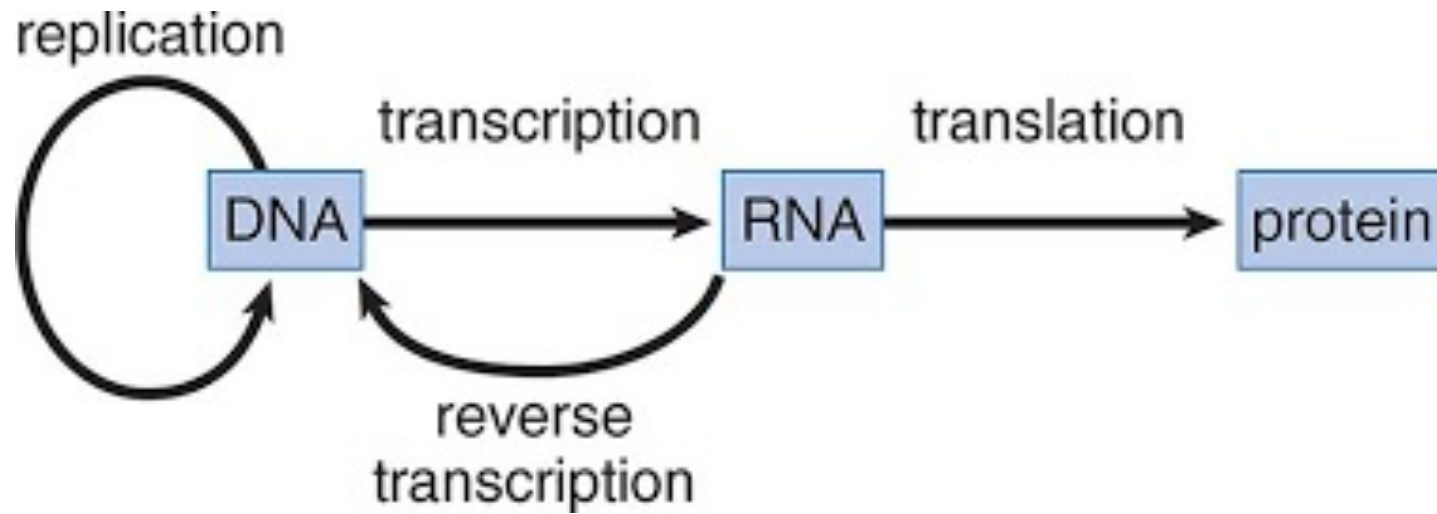 replication
transcription
translation
DNA
RNA
protein
reverse
transcription